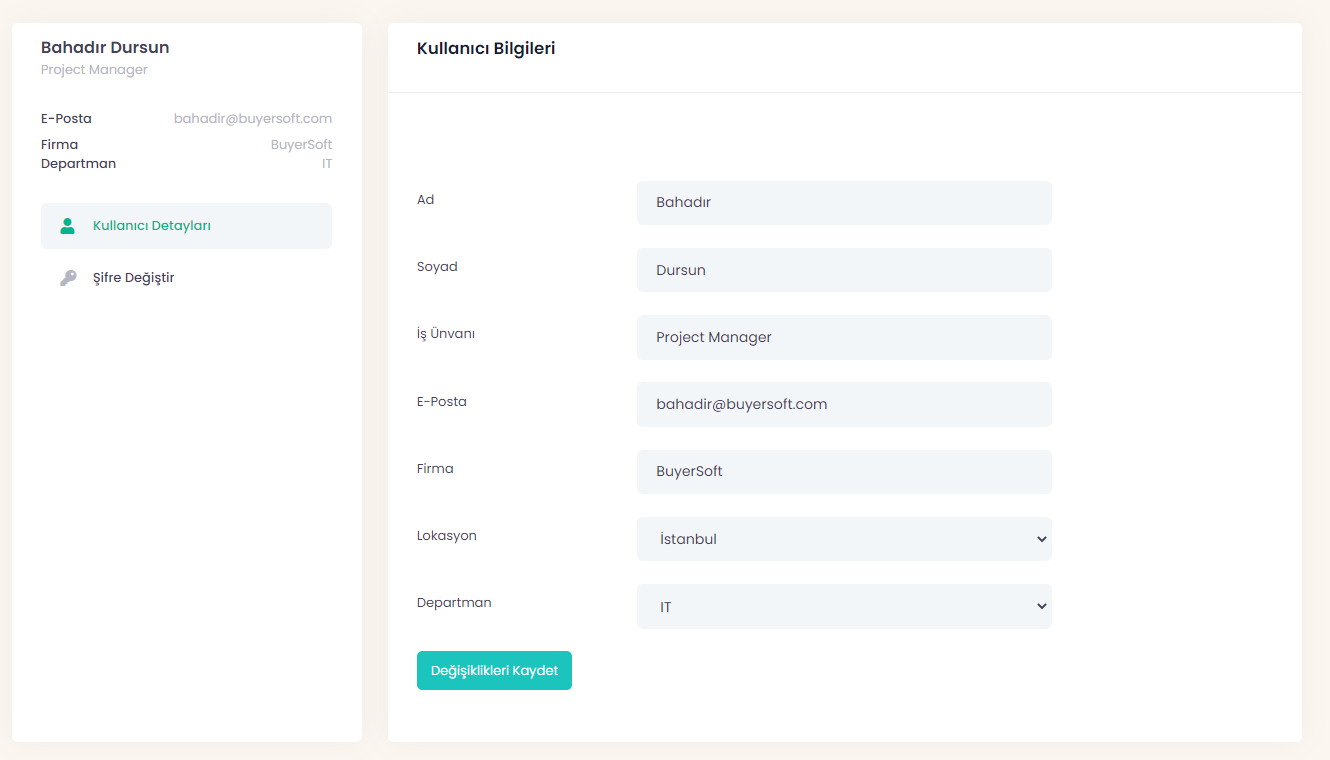 Bahadır Dursun
Project Manager
E-Posta bahadir@buyersoft.com
Firma BuyerSoft
Departman IT
Kullanıcı Detayları
Şifre Değiştir
Kullanıcı Bilgileri
Ad Bahadır
Soyad Dursun
İş Ünvanı Project Manager
E-Posta bahadir@buyersoft.com
Firma BuyerSoft
Lokasyon İstanbul
Departman IT
Değişiklikleri Kaydet